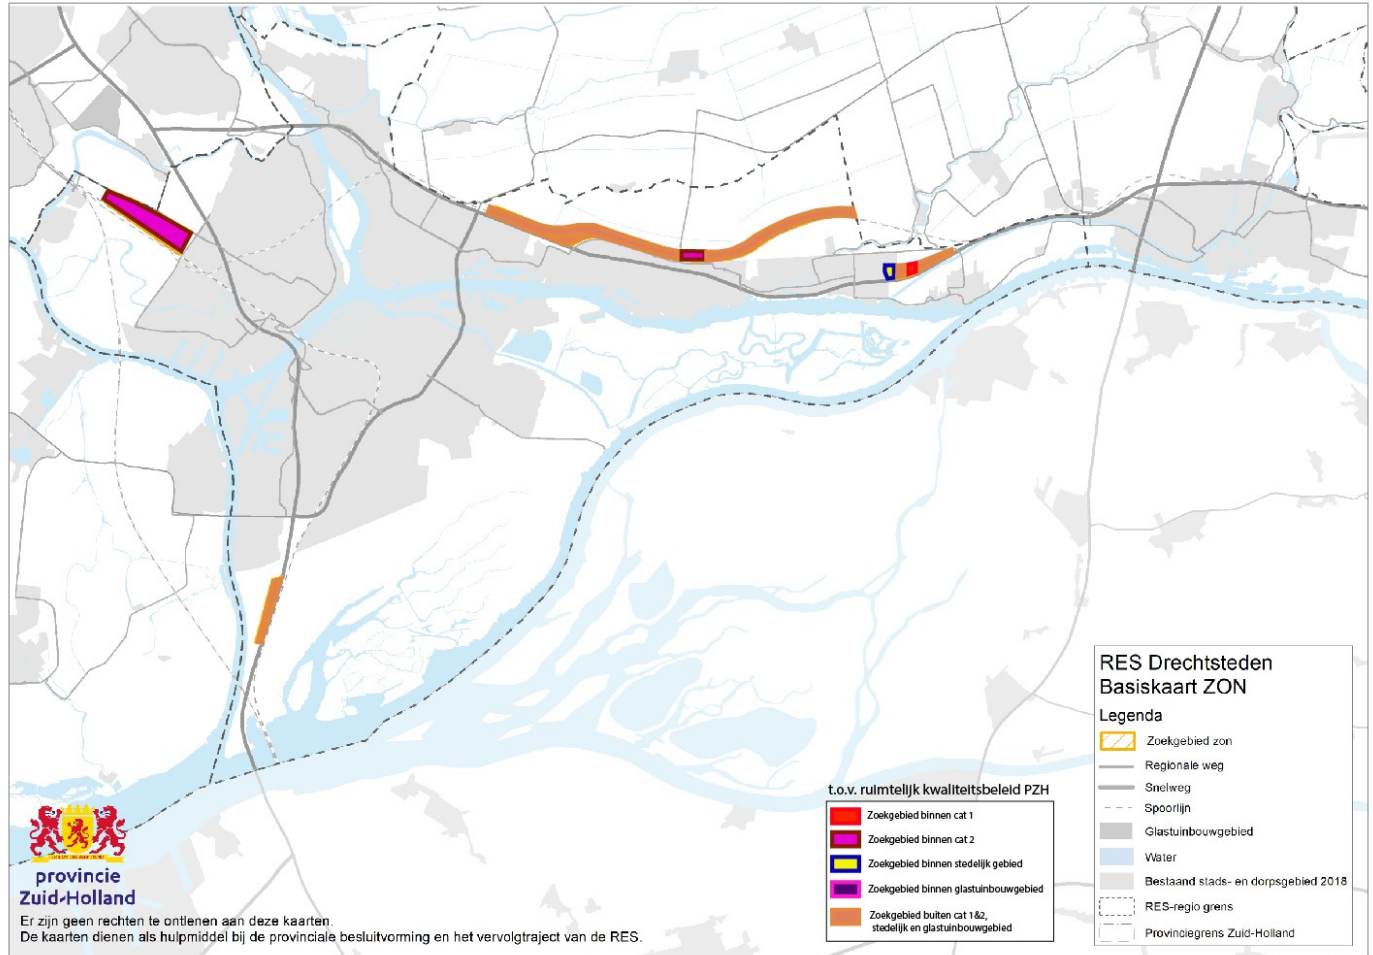 RES Drechtsteden
Basiskaart ZON
Legenda
Zoekgebied zon
Regionale weg
Snelweg
Spoorlijn
Glastuinbouwgebied
Water
Bestaand stads- en dorpsgebied 2018
RES-regio grens
Provinciegrens Zuid-Holland
t.o.v. ruimtelijk kwaliteitsbeleid PZH
Zoekgebied binnen cat 1
Zoekgebied binnen cat 2
Zoekgebied binnen stedelijk gebied
Zoekgebied binnen glastuinbouwgebied
Zoekgebied buiten cat 1&2,
stedelijk en glastuinbouwgebied
provincie
Zuid-Holland
Er zijn geen rechten te ontlenen aan deze kaarten.
De kaarten dienen als hulpmiddel bij de provinciale besluitvorming en het vervolgtraject van de RES.